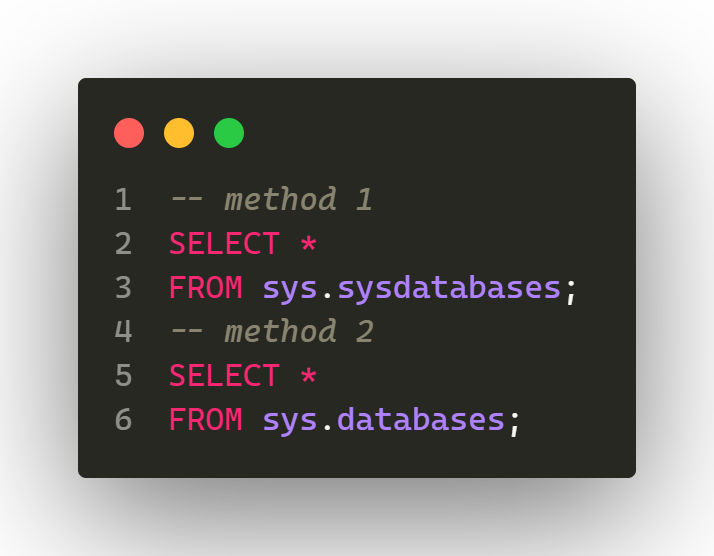 1 -- method 1
2 SELECT *
3 FROM sys.sysdatabases;
4 -- method 2
5 SELECT *
6 FROM sys.databases;